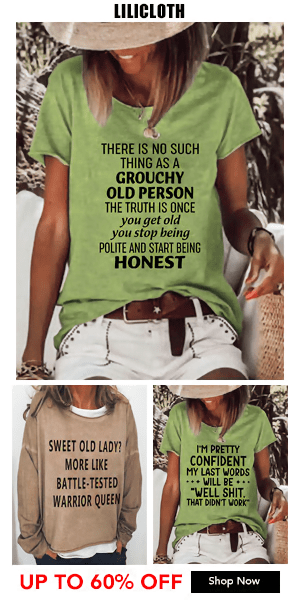 LILICLOTH
THERE IS NO SUCH
THING AS A
GROUCHY
OLD PERSON
THE TRUTH IS ONCE
you get old
you stop being
POLITE AND START BEING
HONEST
SWEET OLD LADY?
MORE LIKE
BATTLE-TESTED
WARRIOR QUEEN
I'M PRETTY
CONFIDENT
MY LAST WORDS
WILL BE
"WELL SHIT,
THAT DIDN'T WORK"
UP TO 60% OFF
Shop Now